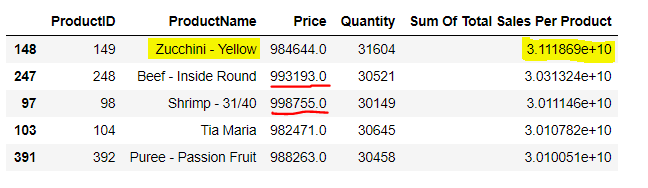 ProductID ProductName Price Quantity Sum Of Total Sales Per Product
148 149 Zucchini - Yellow 984644.0 31604 3.111869e+10
247 248 Beef - Inside Round 993193.0 30521 3.031324e+10
97 98 Shrimp - 31/40 998755.0 30149 3.011146e+10
103 104 Tia Maria 982471.0 30645 3.010782e+10
391 392 Puree - Passion Fruit 988263.0 30458 3.010051e+10